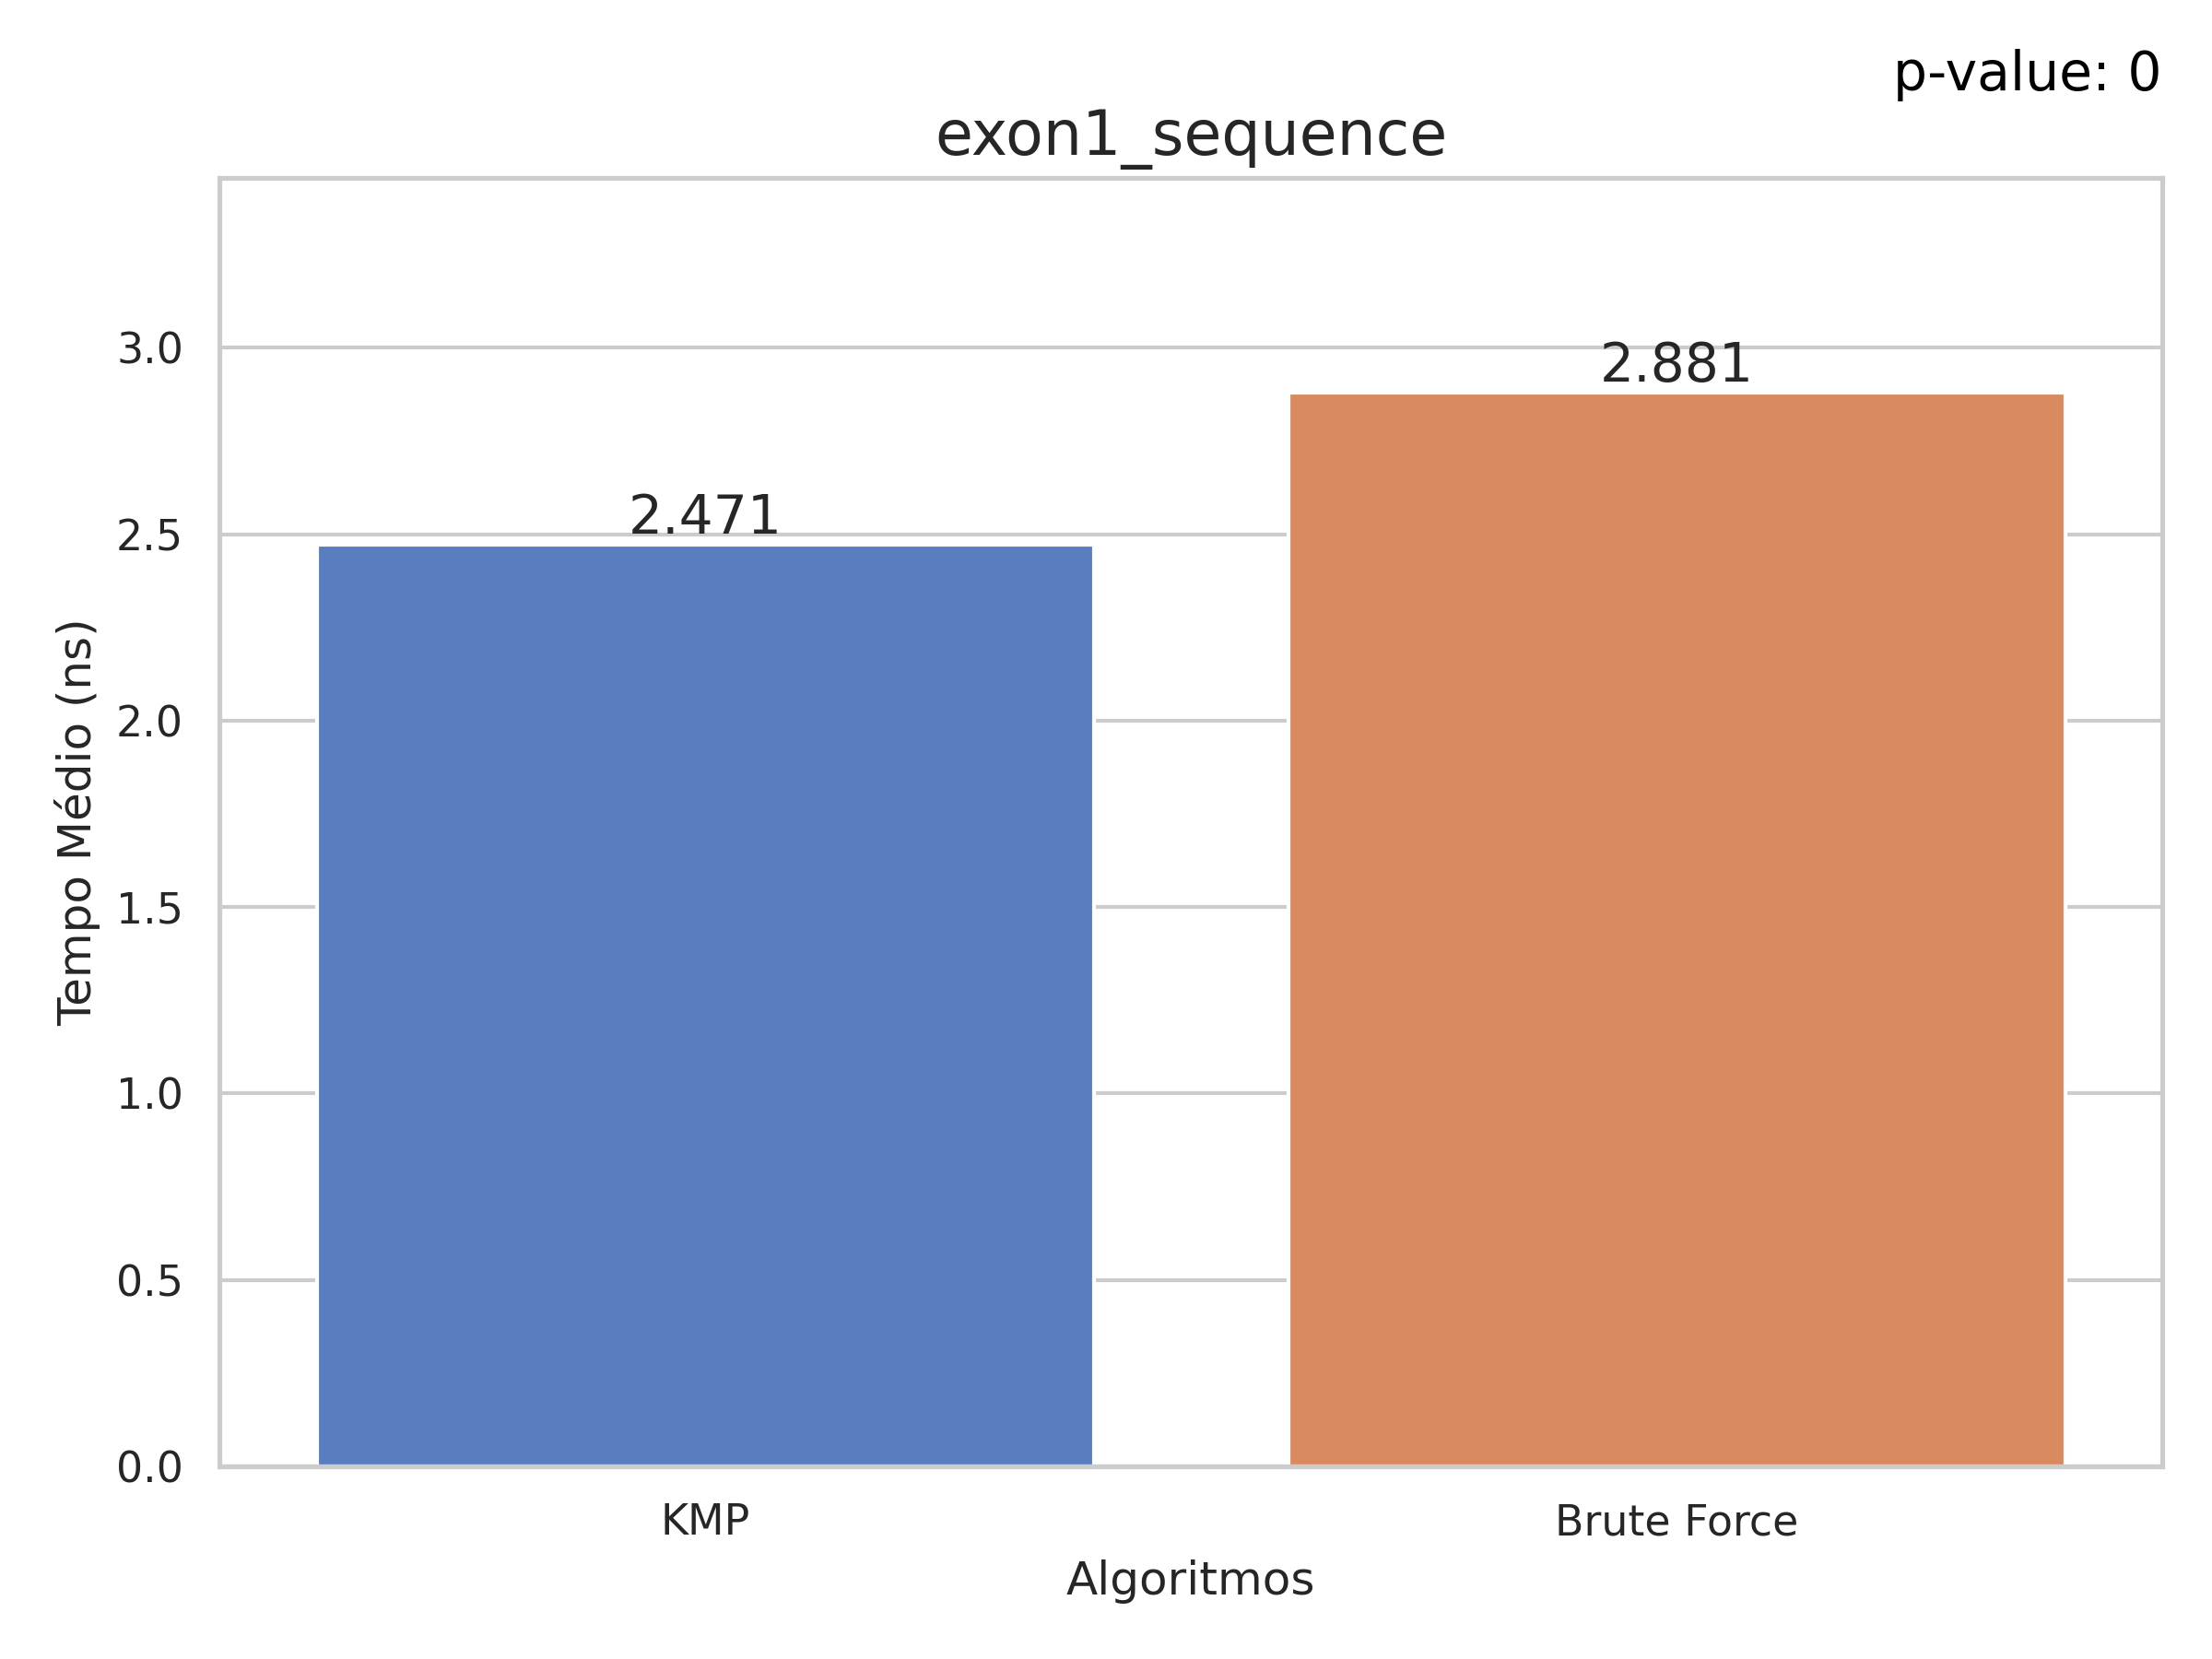 p-value: 0
exon1_sequence
Tempo Médio (ns)
3.0
2.5
2.0
1.5
1.0
0.5
0.0
2.471
2.881
KMP
Brute Force
Algoritmos